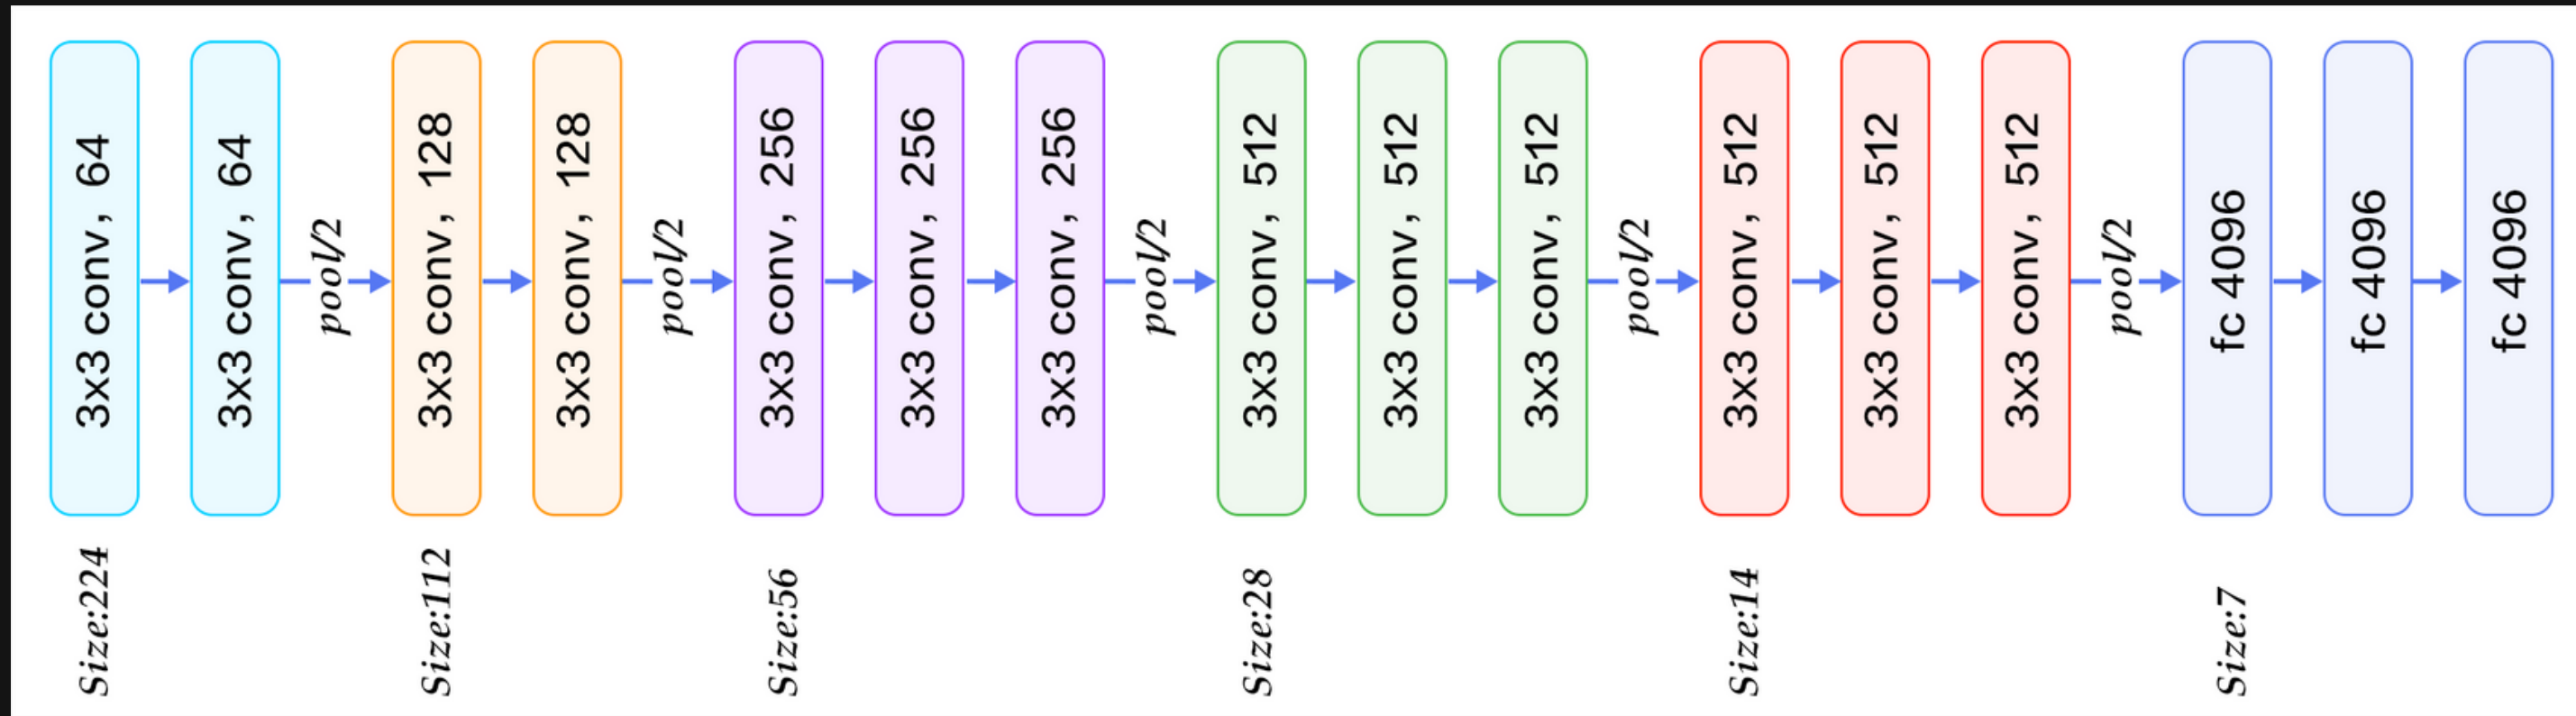 3x3 conv, 64
3x3 conv, 64
pool/2
3x3 conv, 128
3x3 conv, 128
pool/2
3x3 conv, 256
3x3 conv, 256
3x3 conv, 256
pool/2
3x3 conv, 512
3x3 conv, 512
3x3 conv, 512
pool/2
3x3 conv, 512
3x3 conv, 512
3x3 conv, 512
pool/2
fc 4096
fc 4096
fc 4096
Size:224
Size:112
Size:56
Size:28
Size:14
Size:7